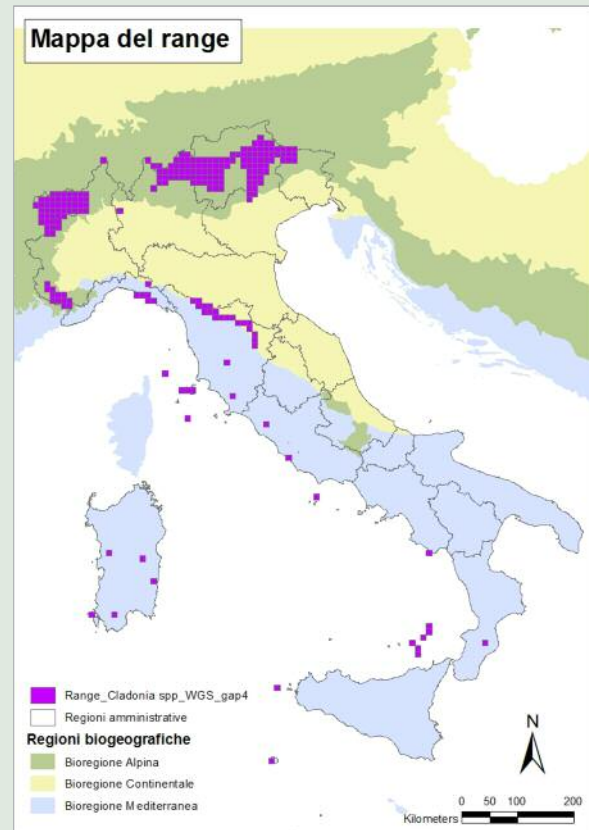 Mappa del range
Range_Cladonia spp_WGS_gap4
Regioni amministrative
Regioni biogeografiche
Bioregione Alpina
Bioregione Continentale
Bioregione Mediterranea
N
0 50 100 200
Kilometers